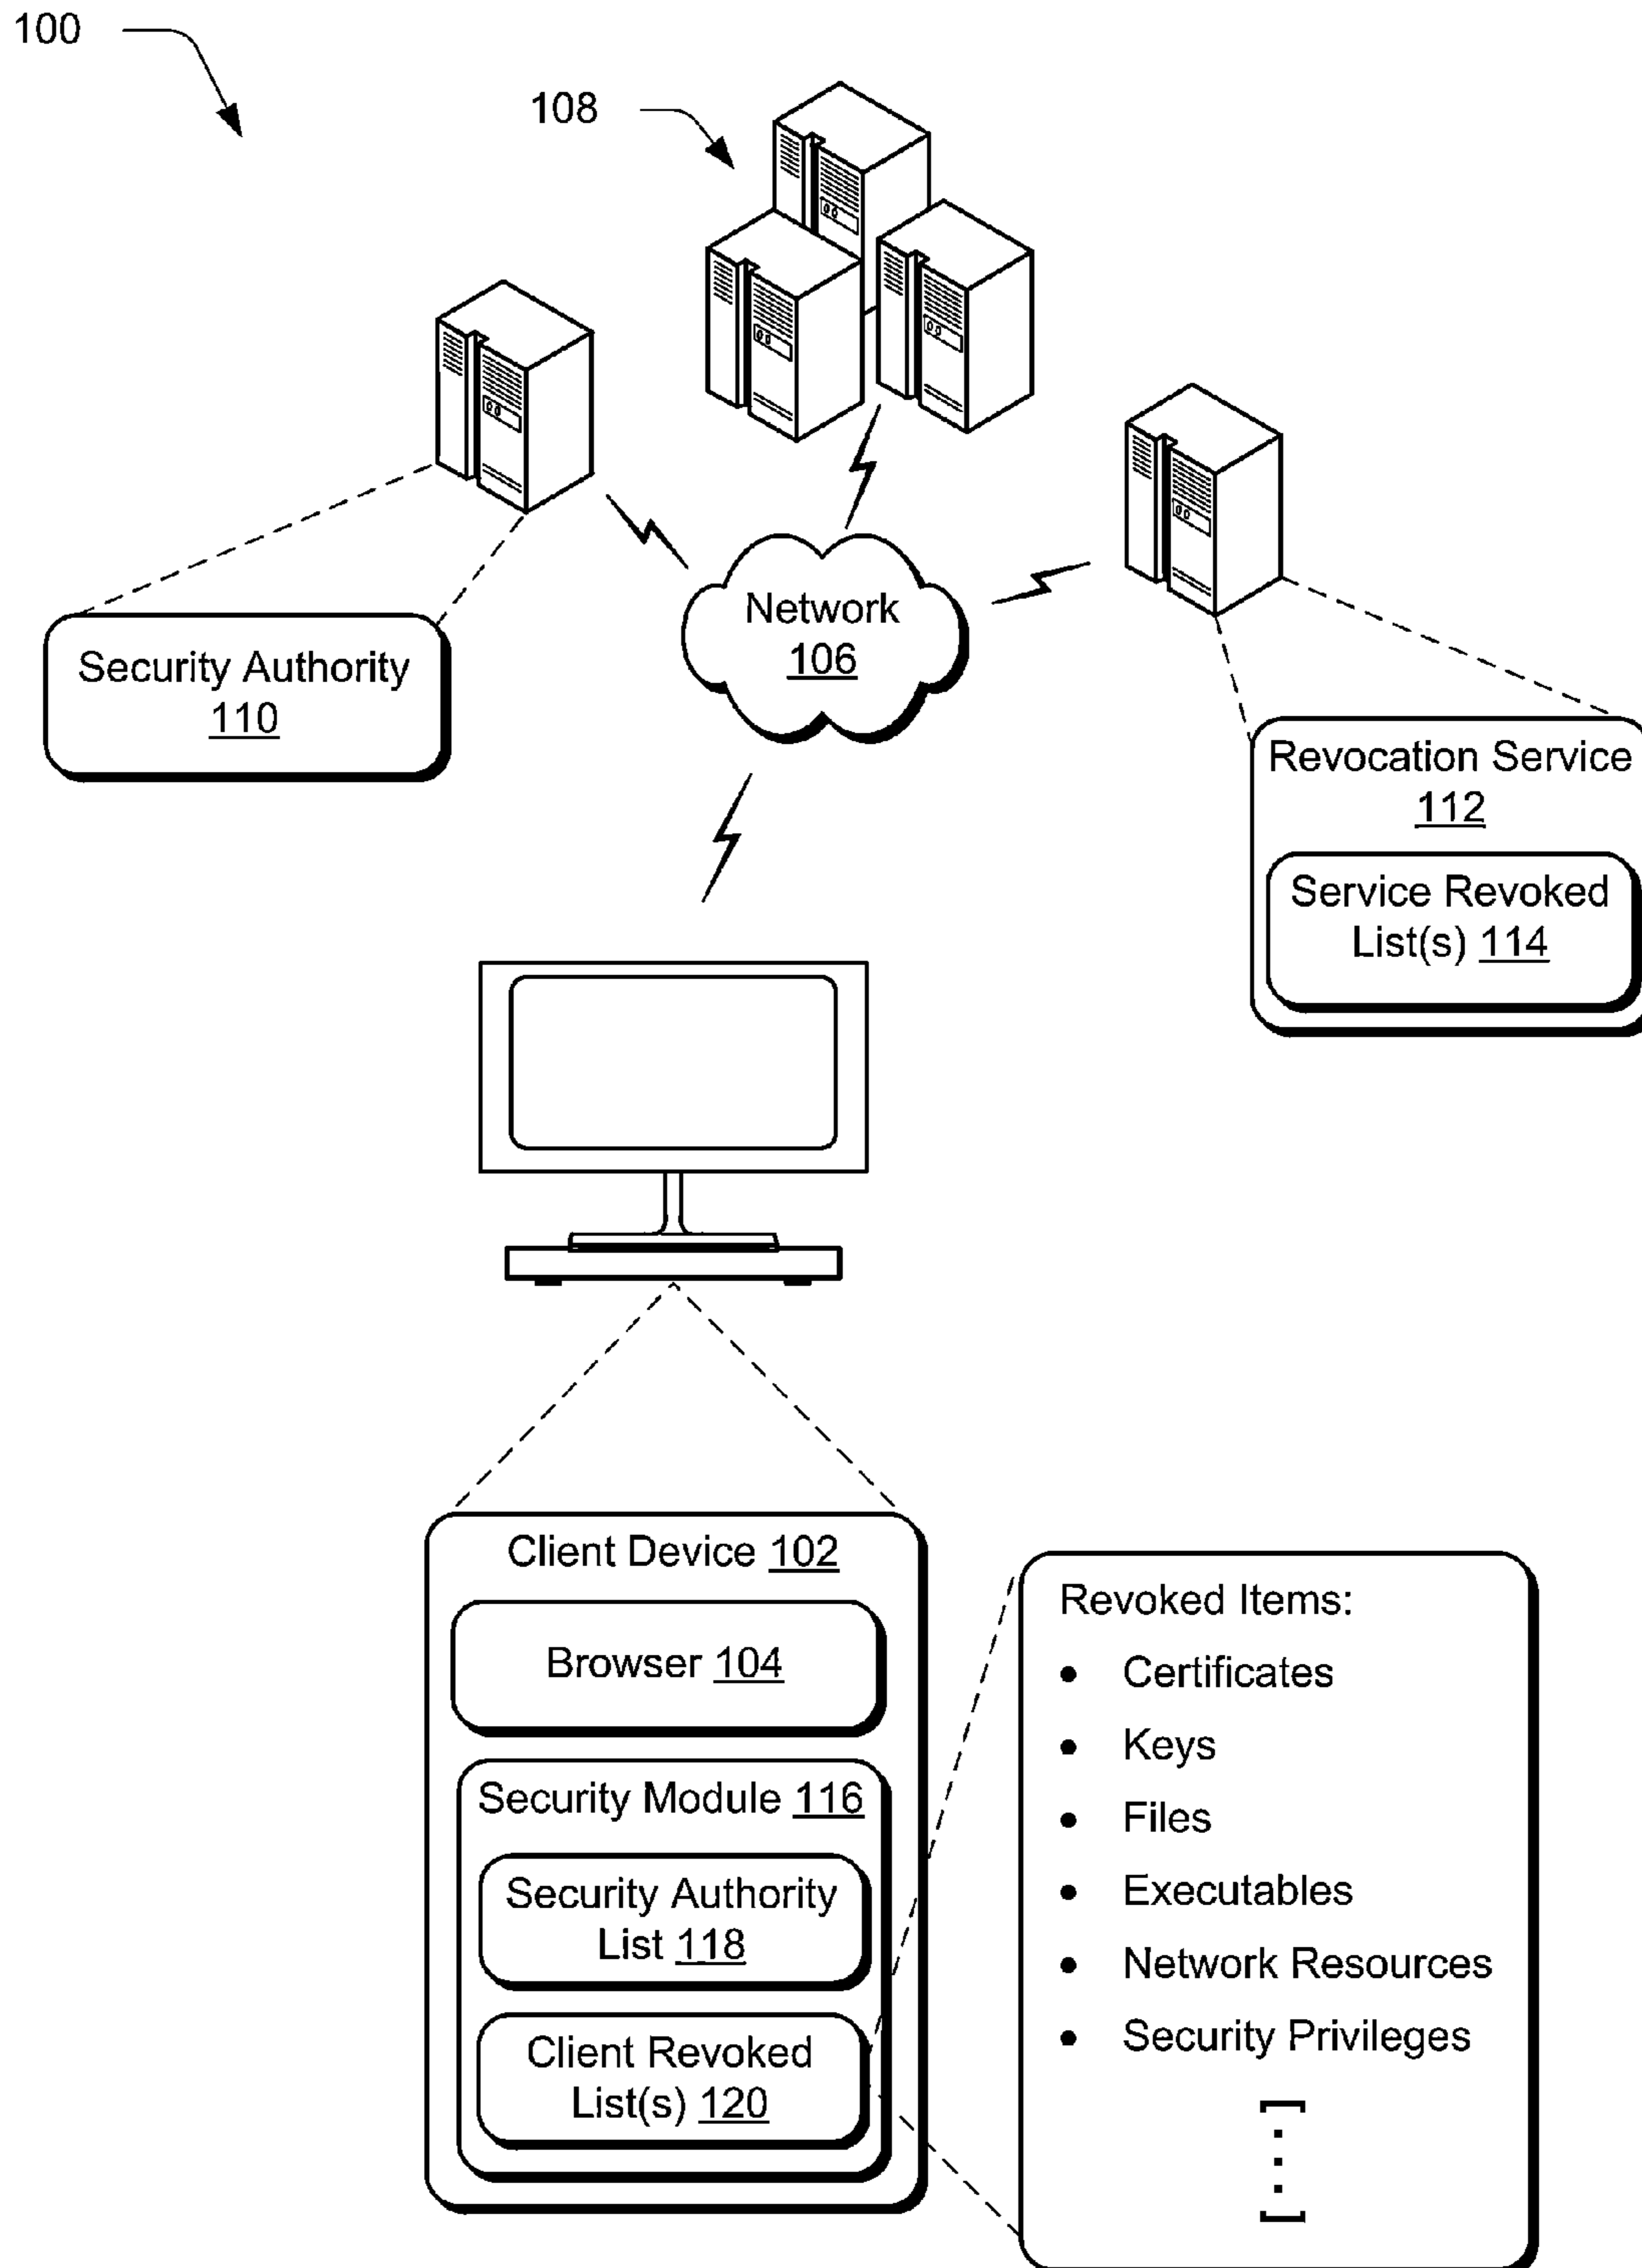 100
108
Network
106
Security Authority
110
Revocation Service
112
Service Revoked
List(s) 114
Client Device 102
Browser 104
Security Module 116
Security Authority
List 118
Client Revoked
List(s) 120
Revoked Items:
• Certificates
• Keys
• Files
• Executables
• Network Resources
• Security Privileges
[...]